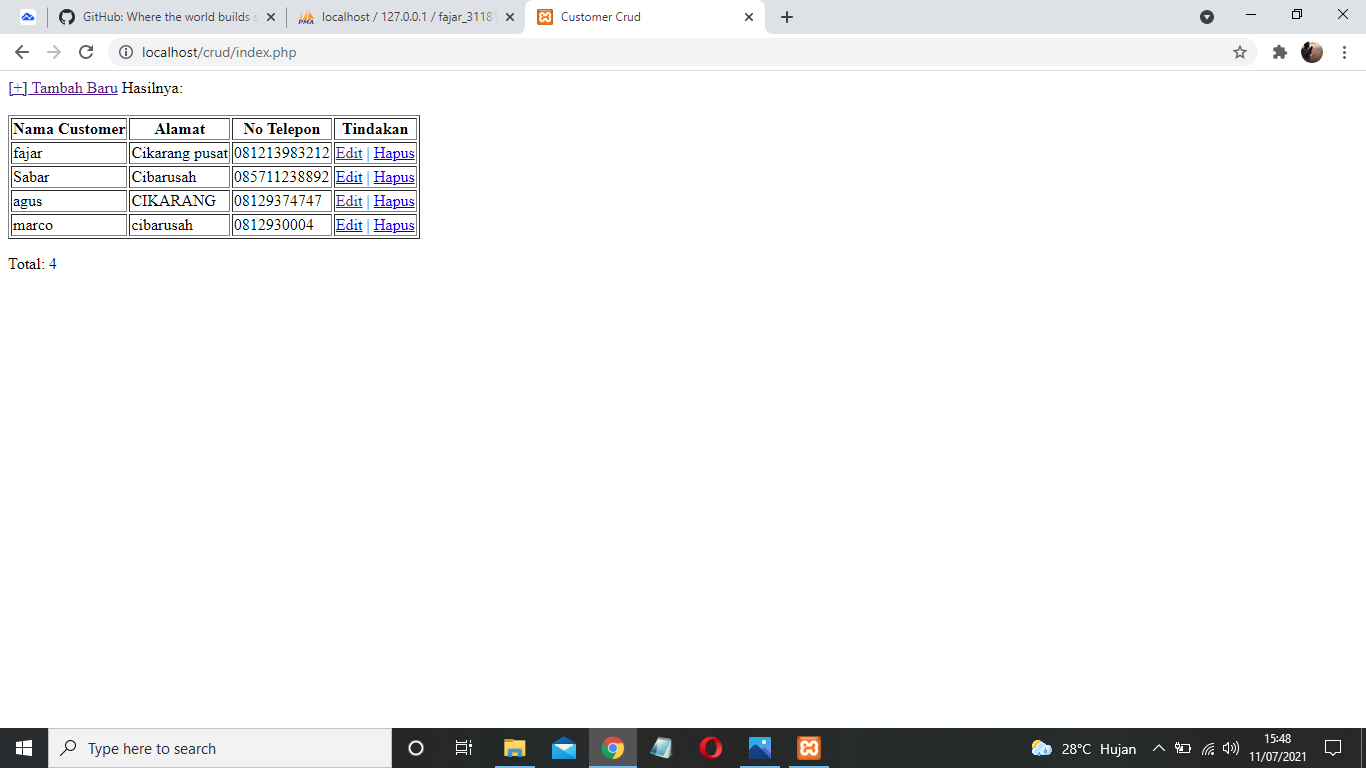 GitHub: Where the world builds s
localhost / 127.0.0.1 / fajar_31181
Customer Crud
localhost/crud/index.php
[+] Tambah Baru Hasilnya:
Nama Customer Alamat No Telepon Tindakan
fajar Cikarang pusat 081213983212 Edit | Hapus
Sabar Cibarusah 085711238892 Edit | Hapus
agus CIKARANG 08129374747 Edit | Hapus
marco cibarusah 0812930004 Edit | Hapus
Total: 4
Type here to search
28°C Hujan
15:48
11/07/2021